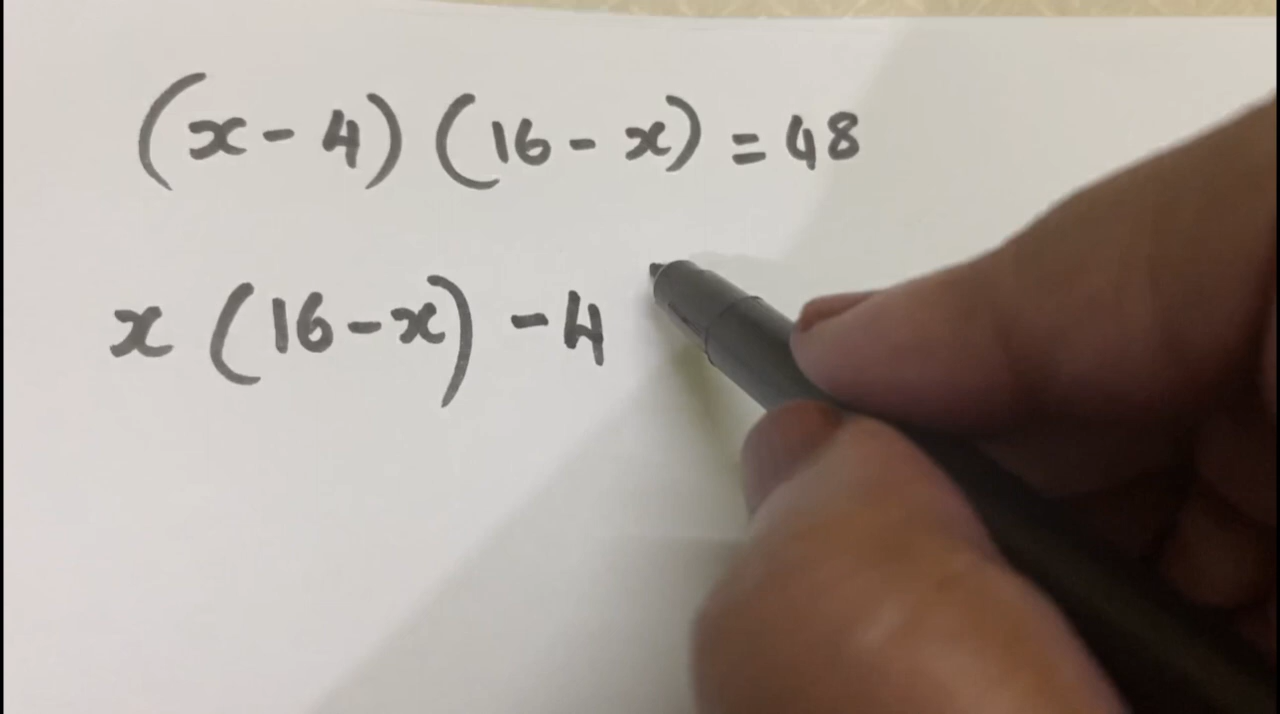 (x - 4) (16 - x) = 48
x (16 - x) - 4